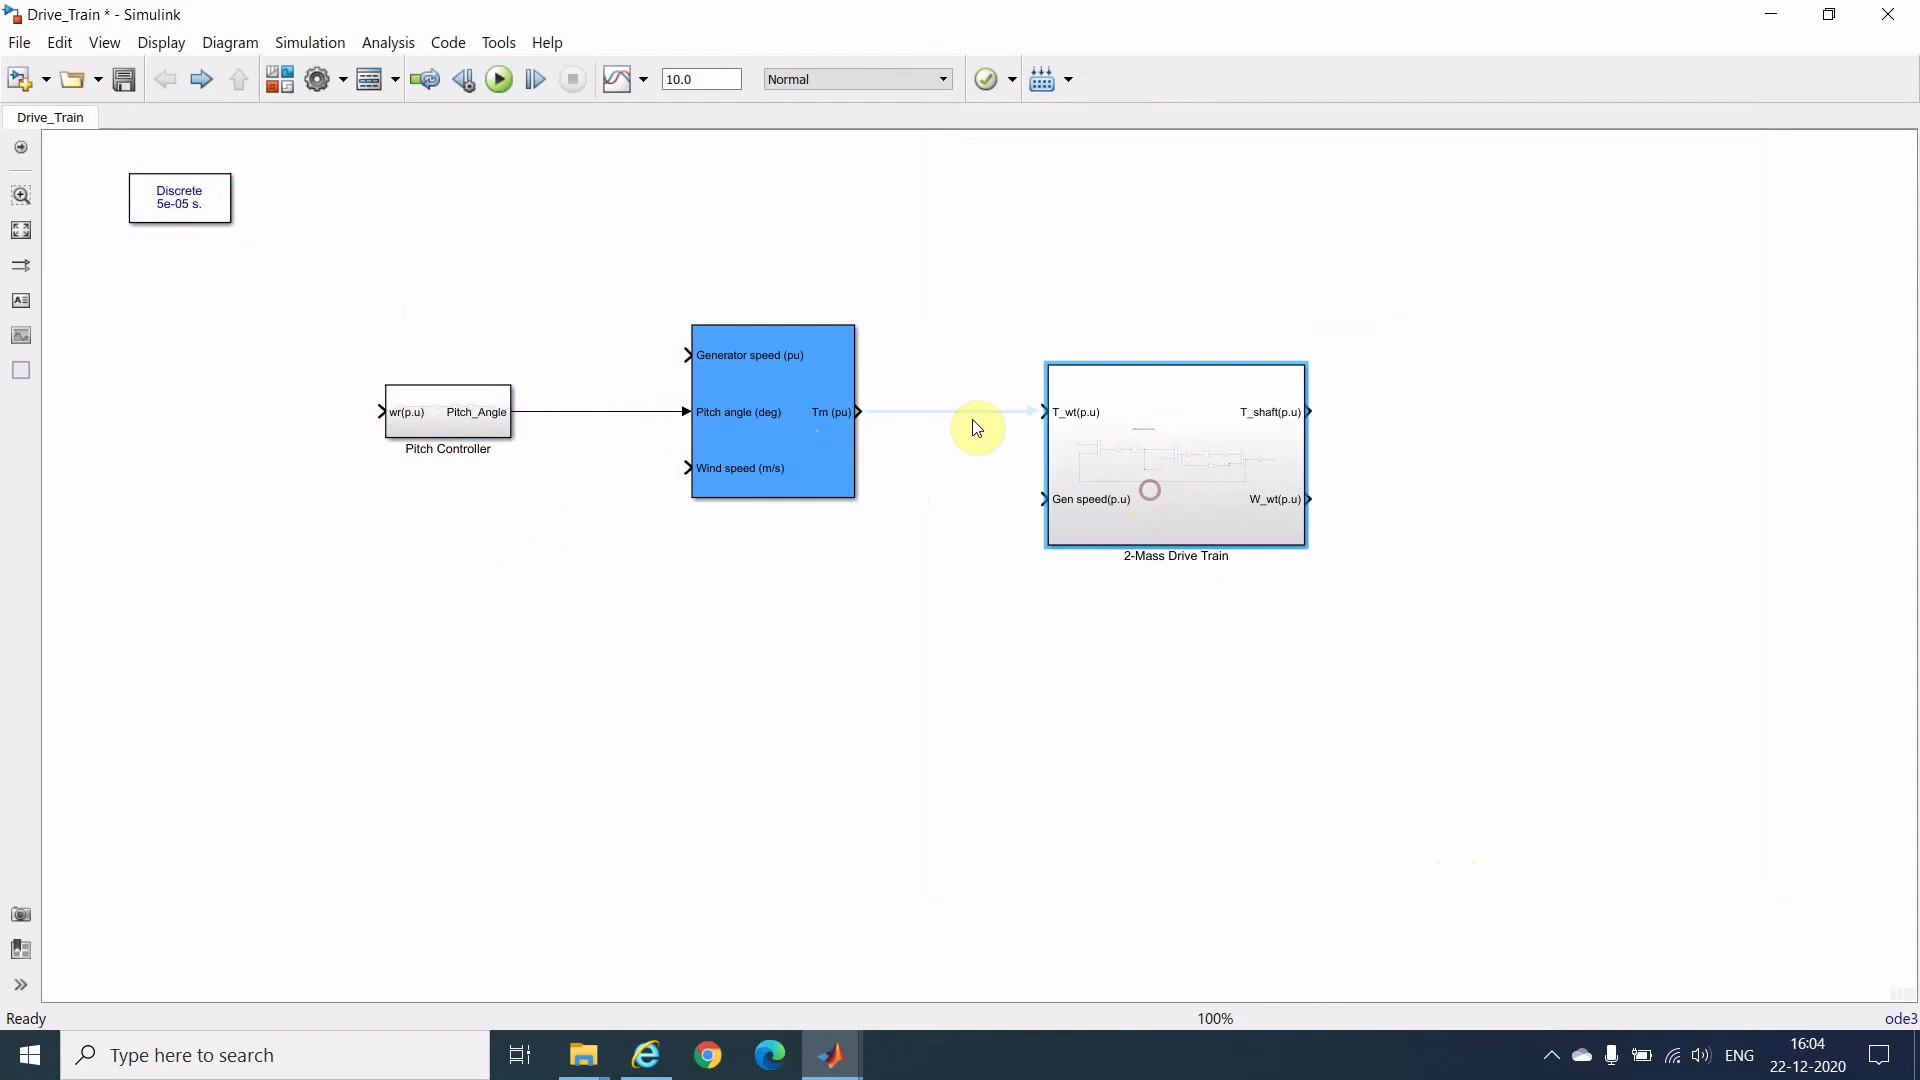 Drive_Train * - Simulink
File Edit View Display Diagram Simulation Analysis Code Tools Help
10.0 Normal
Drive_Train
Discrete
5e-05 s.
Generator speed (pu)
wr(p.u) Pitch_Angle Pitch angle (deg) Tm (pu) T_wt(p.u) T_shaft(p.u)
Pitch Controller
Wind speed (m/s)
Gen speed(p.u) W_wt(p.u)
2-Mass Drive Train
Ready 100% ode3
Type here to search
ENG
16:04
22-12-2020